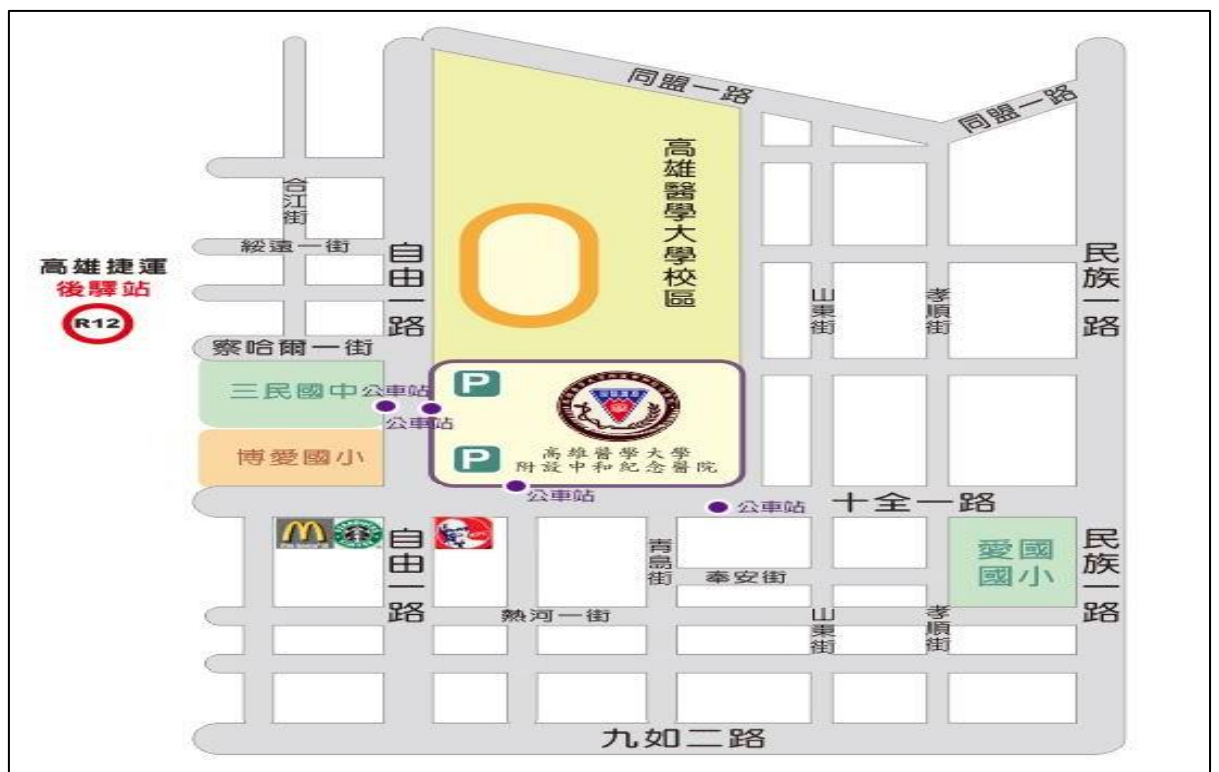 同盟一路
同盟一路
高雄醫學大學校區
合江街
綏遠一街
自由一路
民族一路
高雄捷運
後驛站
R12
山東街
孝順街
察哈爾一街
三民國中
公車站
P
公車站
博愛國小
P
高雄醫學大學
附設中和紀念醫院
公車站
公車站
十全一路
自由一路
青島街
愛國
國小
民族一路
奉安街
熱河一街
山東街
孝順街
九如二路